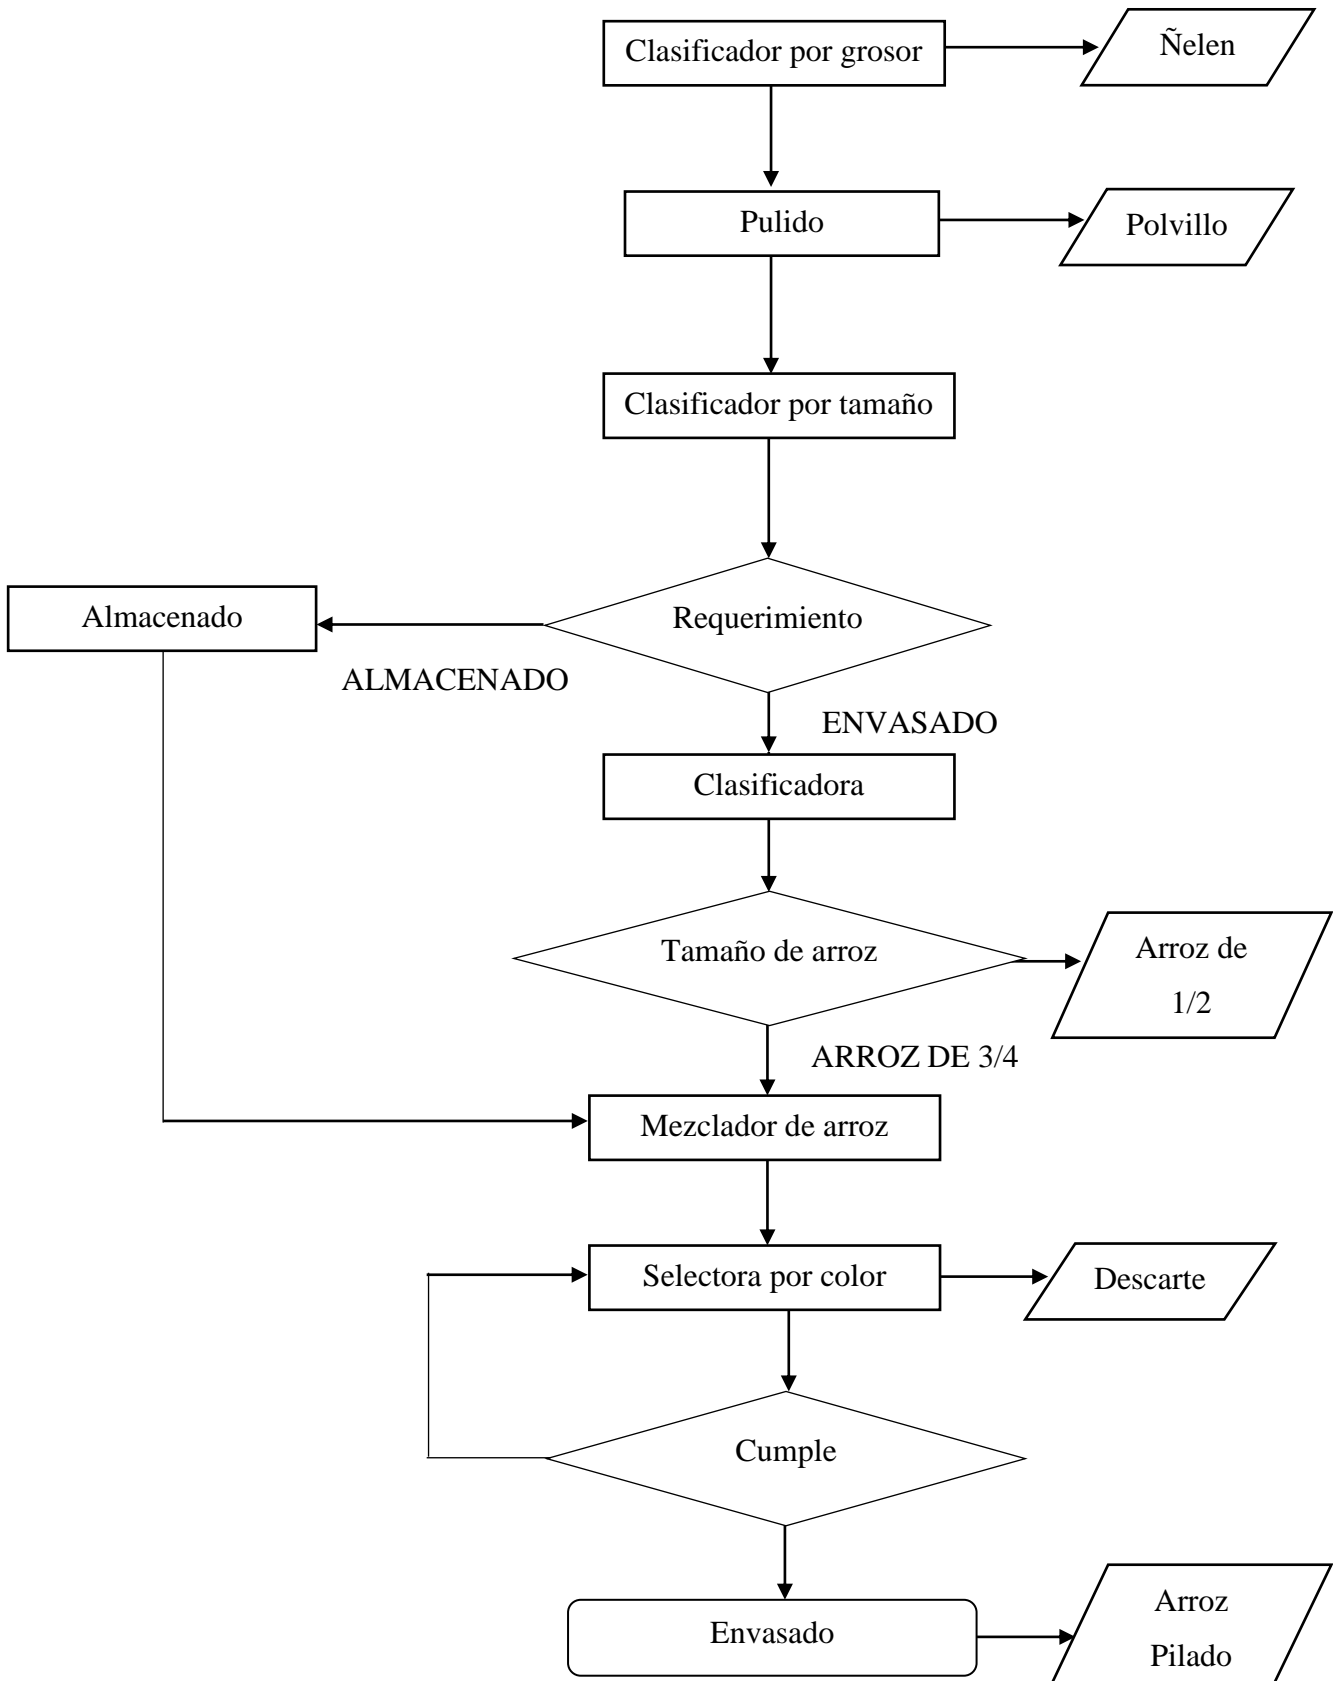 Clasificador por grosor
Ñelen
Pulido
Polvillo
Clasificador por tamaño
Requerimiento
Almacenado
ALMACENADO
ENVASADO
Clasificadora
Tamaño de arroz
Arroz de
1/2
ARROZ DE 3/4
Mezclador de arroz
Selectora por color
Descarte
Cumple
Envasado
Arroz
Pilado